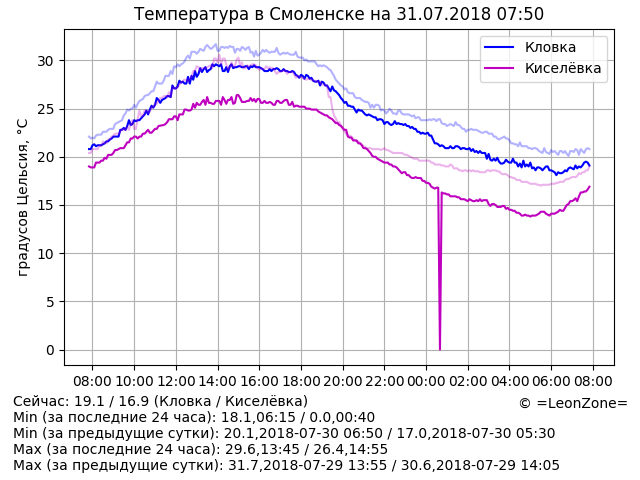 Температура в Смоленске на 31.07.2018 07:50
градусов Цельсия, °C
30
25
20
15
10
5
0
Кловка
Киселёвка
08:00 10:00 12:00 14:00 16:00 18:00 20:00 22:00 00:00 02:00 04:00 06:00 08:00
Сейчас: 19.1 / 16.9 (Кловка / Киселёвка)
© =LeonZone=
Min (за последние 24 часа): 18.1,06:15 / 0.0,00:40
Min (за предыдущие сутки): 20.1,2018-07-30 06:50 / 17.0,2018-07-30 05:30
Max (за последние 24 часа): 29.6,13:45 / 26.4,14:55
Max (за предыдущие сутки): 31.7,2018-07-29 13:55 / 30.6,2018-07-29 14:05